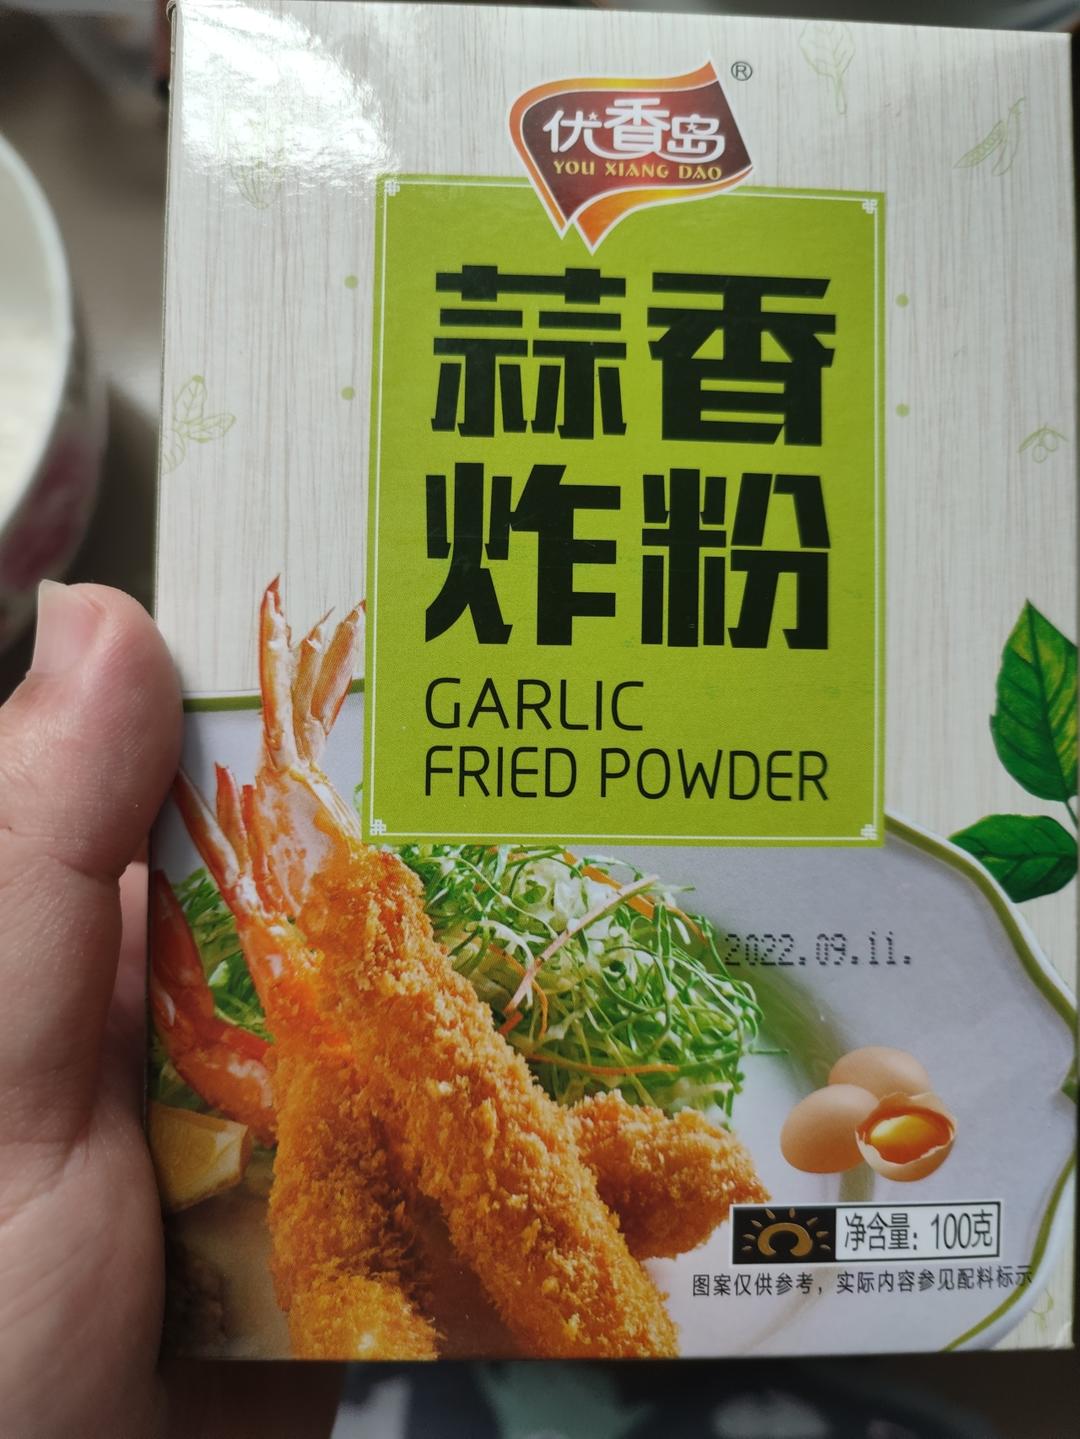 优香岛®
YOU XIANG DAO
蒜香
炸粉
GARLIC
FRIED POWDER
2022.09.11.
净含量：100克
图案仅供参考，实际内容参见配料标示